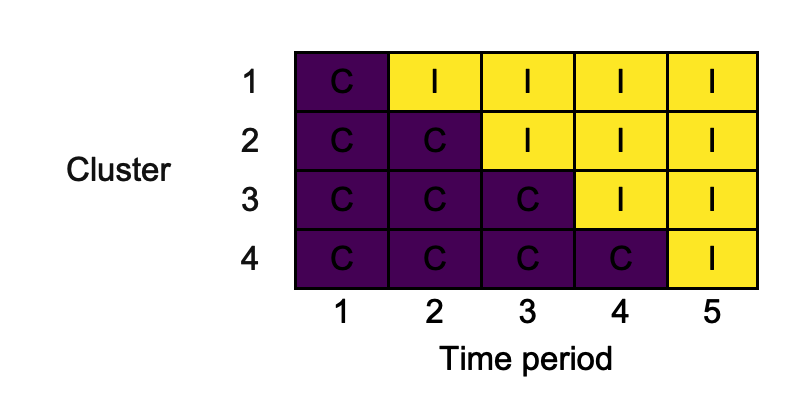 1 C I I I I
2 C C I I I
Cluster
3 C C C I I
4 C C C C I
1 2 3 4 5
Time period